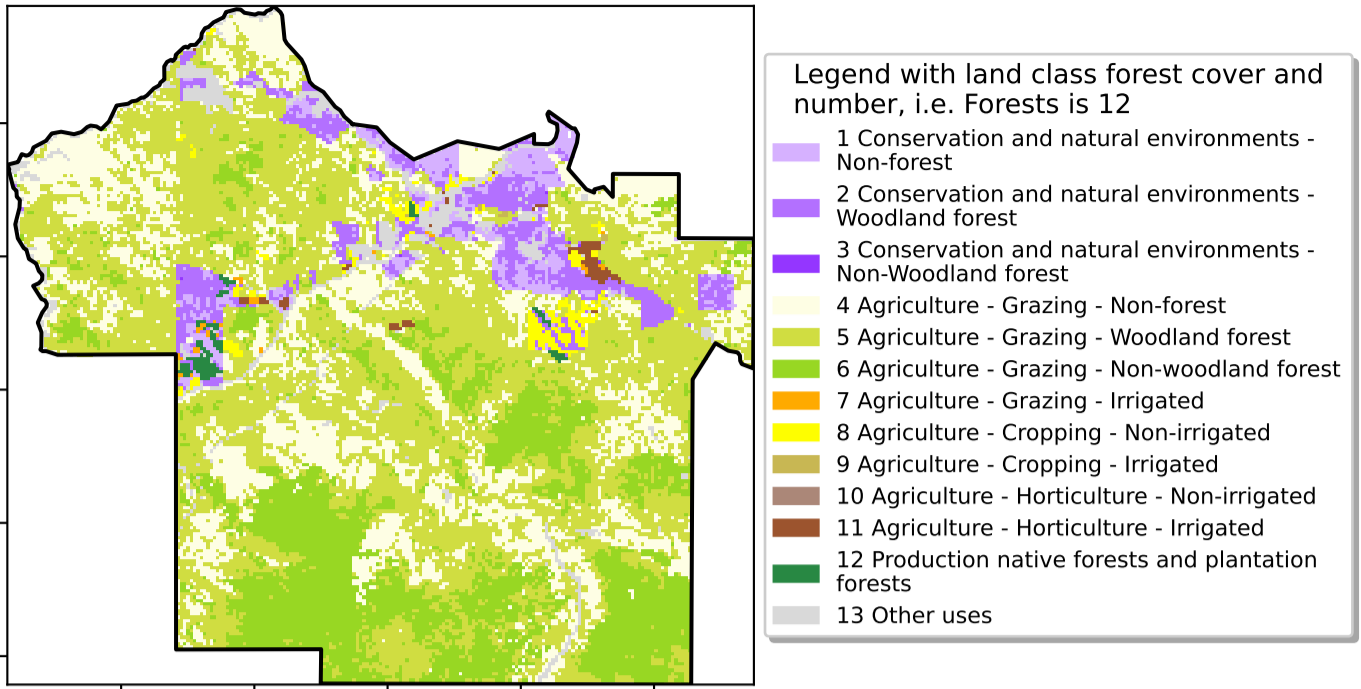 Legend with land class forest cover and
number, i.e. Forests is 12
1 Conservation and natural environments -
Non-forest
2 Conservation and natural environments -
Woodland forest
3 Conservation and natural environments -
Non-Woodland forest
4 Agriculture - Grazing - Non-forest
5 Agriculture - Grazing - Woodland forest
6 Agriculture - Grazing - Non-woodland forest
7 Agriculture - Grazing - Irrigated
8 Agriculture - Cropping - Non-irrigated
9 Agriculture - Cropping - Irrigated
10 Agriculture - Horticulture - Non-irrigated
11 Agriculture - Horticulture - Irrigated
12 Production native forests and plantation
forests
13 Other uses